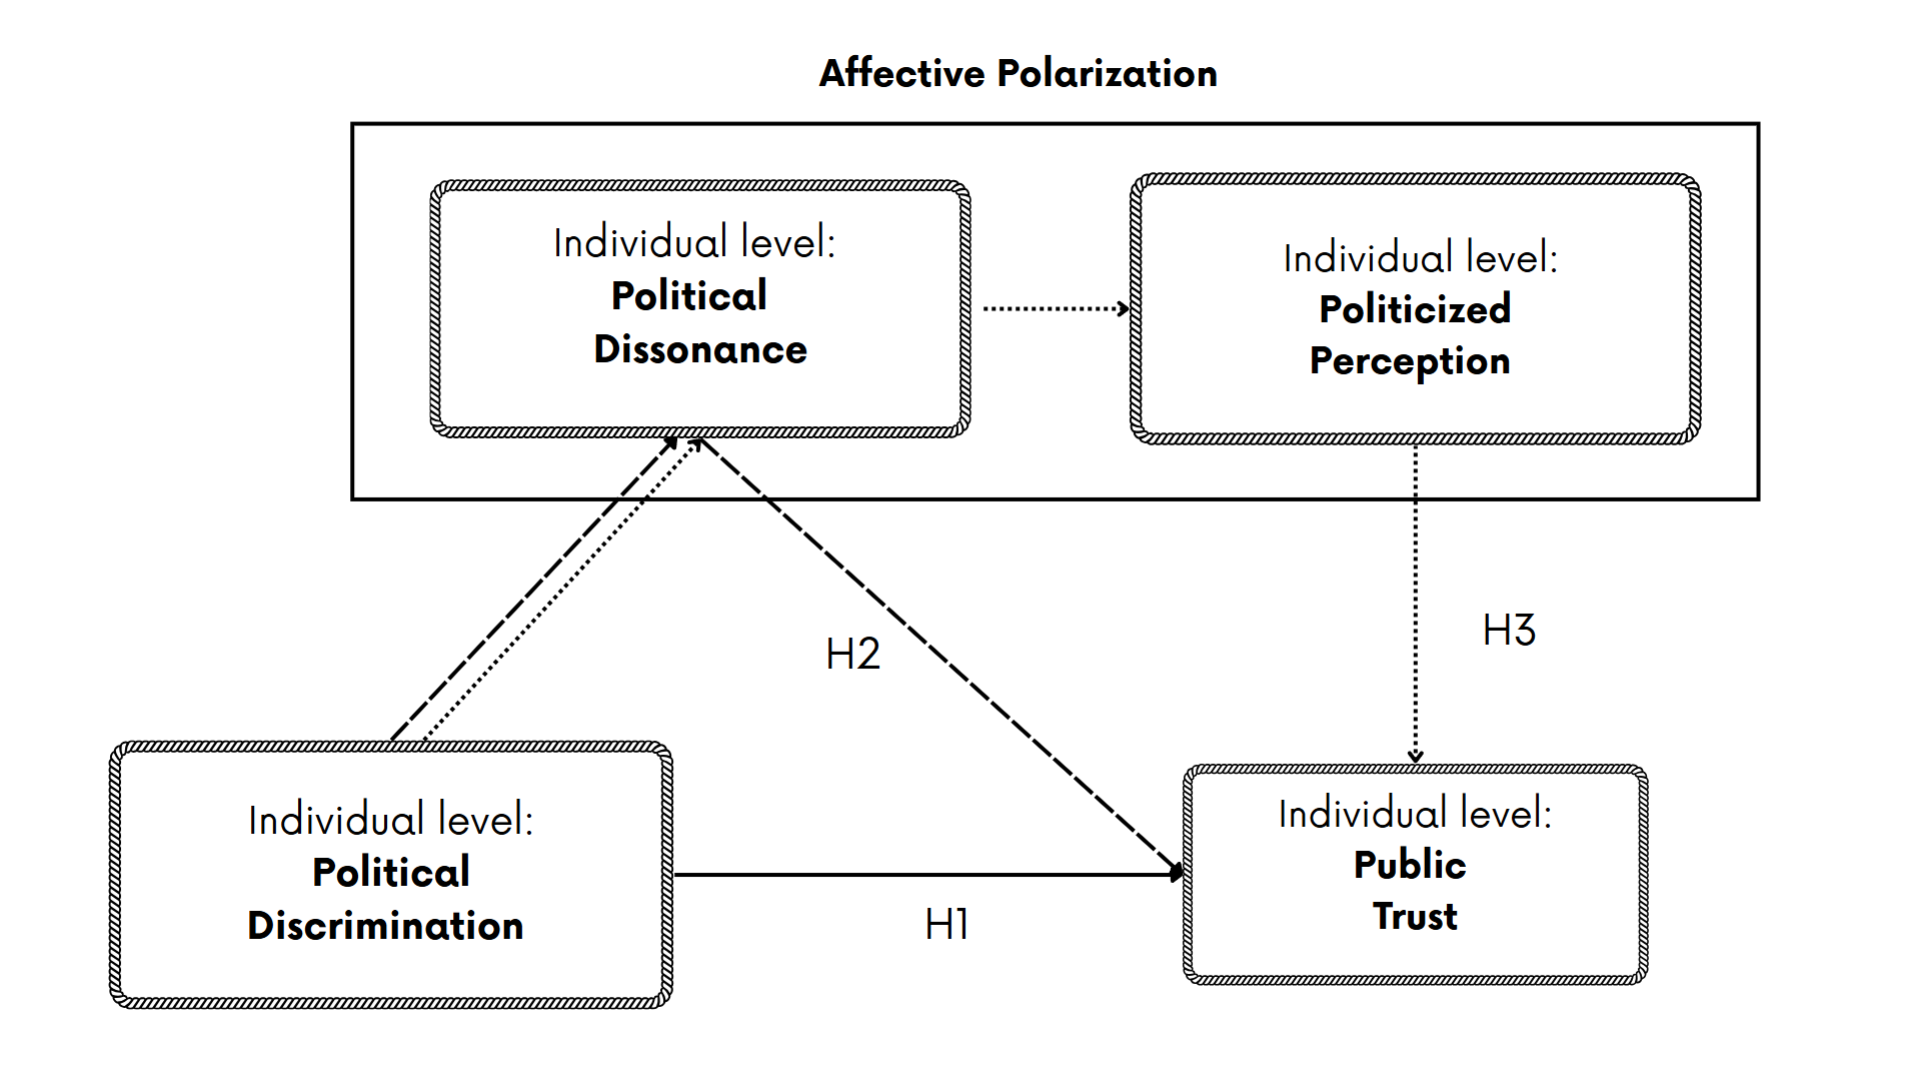 Affective Polarization
Individual level:
Political
Dissonance
Individual level:
Politicized
Perception
H2
H3
Individual level:
Political
Discrimination
H1
Individual level:
Public
Trust